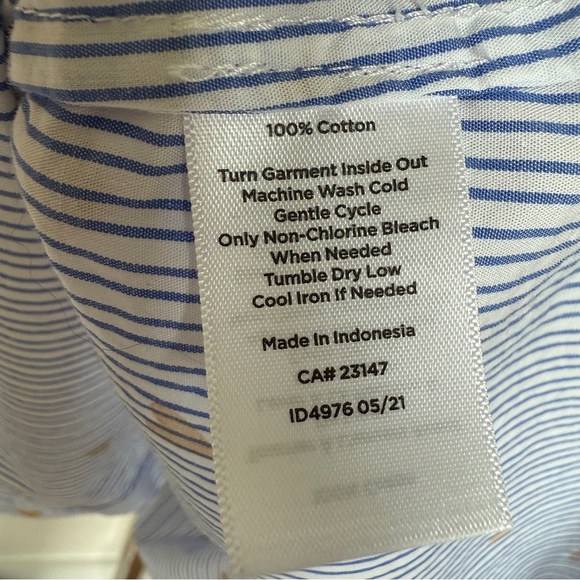 100% Cotton
Turn Garment Inside Out
Machine Wash Cold
Gentle Cycle
Only Non-Chlorine Bleach
When Needed
Tumble Dry Low
Cool Iron If Needed
Made In Indonesia
CA# 23147
ID4976 05/21